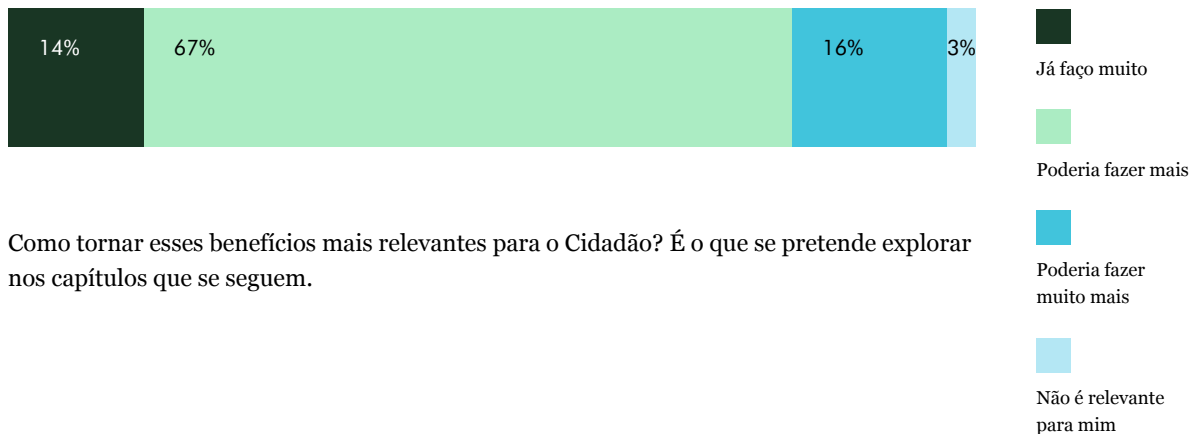 14%
67%
16%
3%
Já faço muito
Poderia fazer mais
Poderia fazer
muito mais
Não é relevante
para mim
Como tornar esses benefícios mais relevantes para o Cidadão? É o que se pretende explorar
nos capítulos que se seguem.